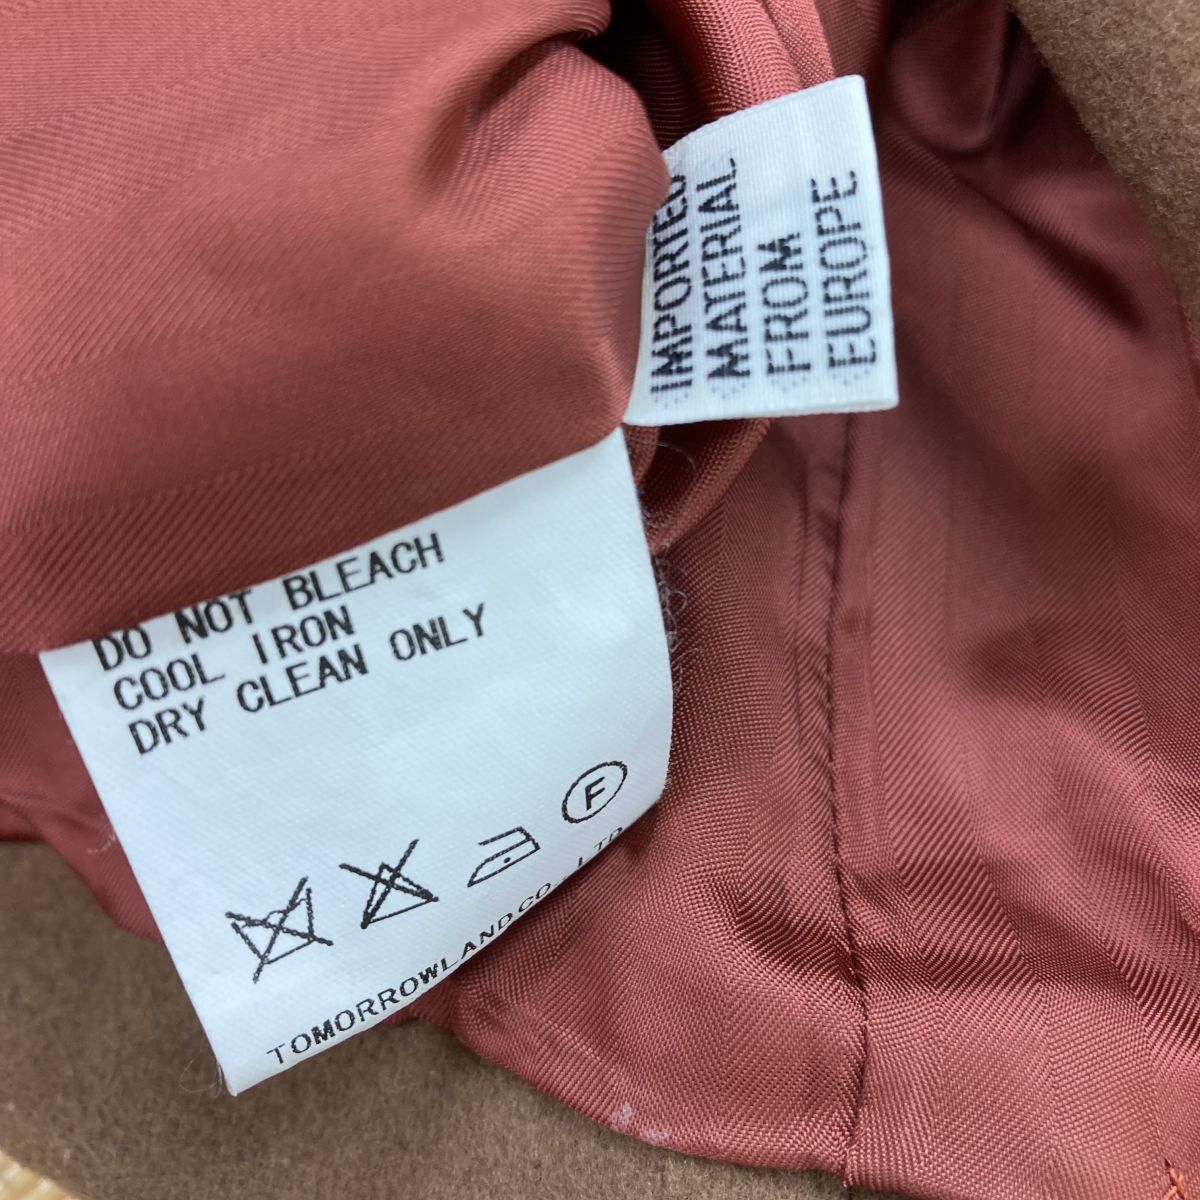 IMPORTED
MATERIAL
FROM
EUROPE
DO NOT BLEACH
COOL IRON
DRY CLEAN ONLY
F
TOMORROWLAND CO., LTD